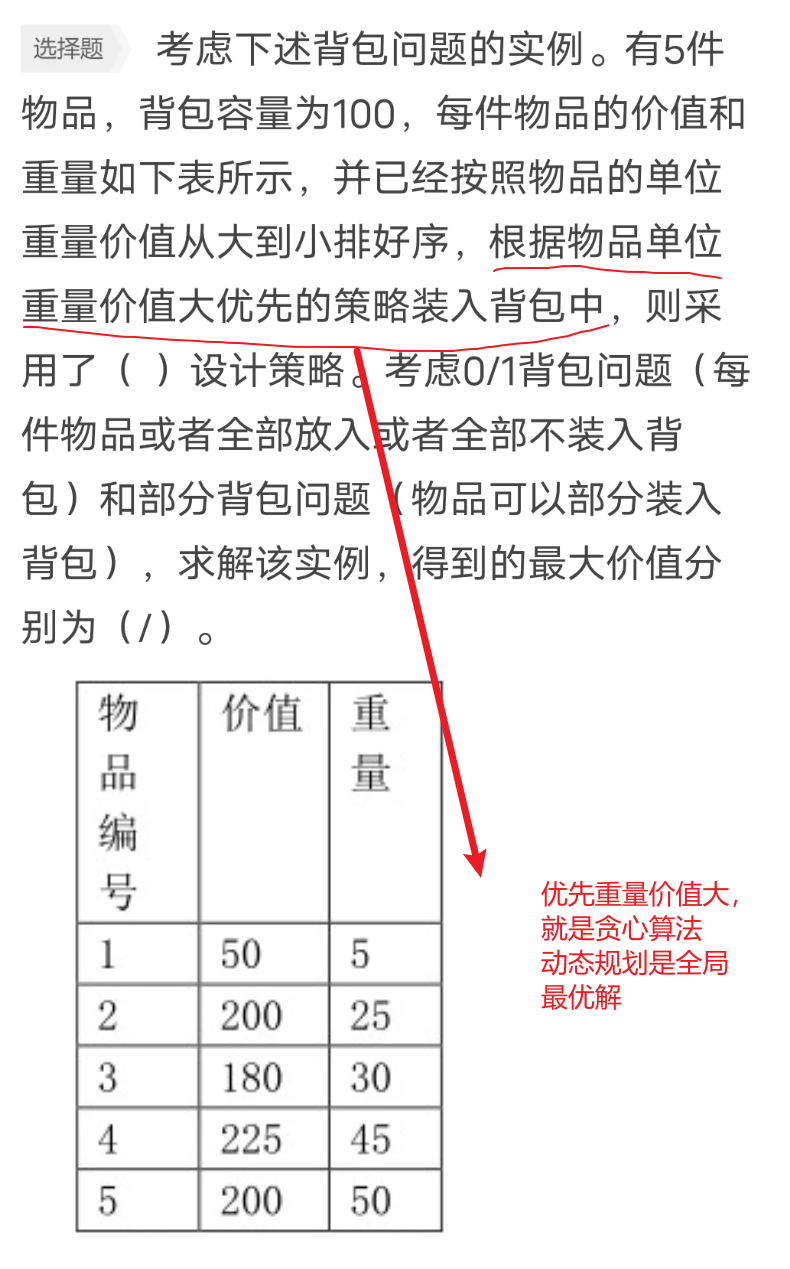 选择题 考虑下述背包问题的实例。有5件
物品，背包容量为100，每件物品的价值和
重量如下表所示，并已经按照物品的单位
重量价值从大到小排好序，根据物品单位
重量价值大优先的策略装入背包中，则采
用了（ ）设计策略。考虑0/1背包问题（每
件物品或者全部放入或者全部不装入背
包）和部分背包问题（物品可以部分装入
背包），求解该实例，得到的最大价值分
别为（/）。
物品编号 价值 重量
1 50 5
2 200 25
3 180 30
4 225 45
5 200 50
优先重量价值大，
就是贪心算法
动态规划是全局
最优解